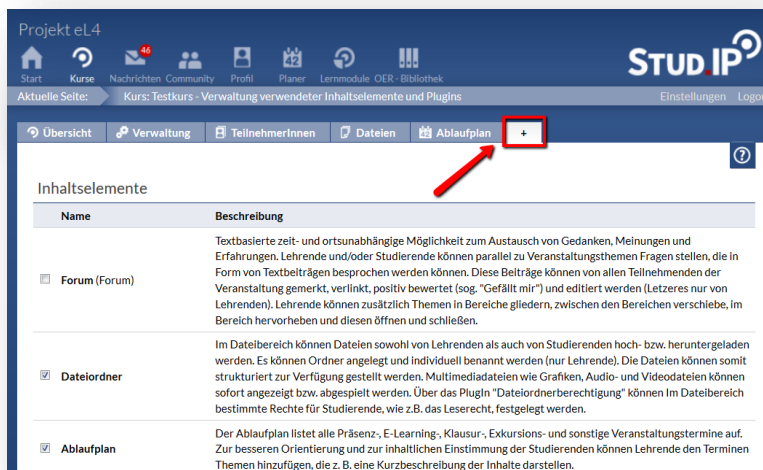 Projekt eL4
46
42
Start Kurse Nachrichten Community Profil Planer Lernmodule OER - Bibliothek
STUD.IP
Aktuelle Seite: Kurs: Testkurs - Verwaltung verwendeter Inhaltselemente und Plugins Einstellungen Logou
Übersicht Verwaltung TeilnehmerInnen Dateien Ablaufplan +
?
Inhaltselemente
Name Beschreibung
Textbasierte zeit- und ortsunabhängige Möglichkeit zum Austausch von Gedanken, Meinungen und
Erfahrungen. Lehrende und/oder Studierende können parallel zu Veranstaltungsthemen Fragen stellen, die in
Forum (Forum) Form von Textbeiträgen besprochen werden können. Diese Beiträge können von allen Teilnehmenden der
Veranstaltung gemerkt, verlinkt, positiv bewertet (sog. "Gefällt mir") und editiert werden (Letzeres nur von
Lehrenden). Lehrende können zusätzlich Themen in Bereiche gliedern, zwischen den Bereichen verschiebe, im
Bereich hervorheben und diesen öffnen und schließen.
Im Dateibereich können Dateien sowohl von Lehrenden als auch von Studierenden hoch- bzw. heruntergeladen
werden. Es können Ordner angelegt und individuell benannt werden (nur Lehrende). Die Dateien können somit
Dateiordner strukturiert zur Verfügung gestellt werden. Multimediadateien wie Grafiken, Audio- und Videodateien können
sofort angezeigt bzw. abgespielt werden. Über das PlugIn "Dateiordnerberechtigung" können Im Dateibereich
bestimmte Rechte für Studierende, wie z.B. das Leserecht, festgelegt werden.
Der Ablaufplan listet alle Präsenz-, E-Learning-, Klausur-, Exkursions- und sonstige Veranstaltungstermine auf.
Ablaufplan Zur besseren Orientierung und zur inhaltlichen Einstimmung der Studierenden können Lehrende den Terminen
Themen hinzufügen, die z. B. eine Kurzbeschreibung der Inhalte darstellen.